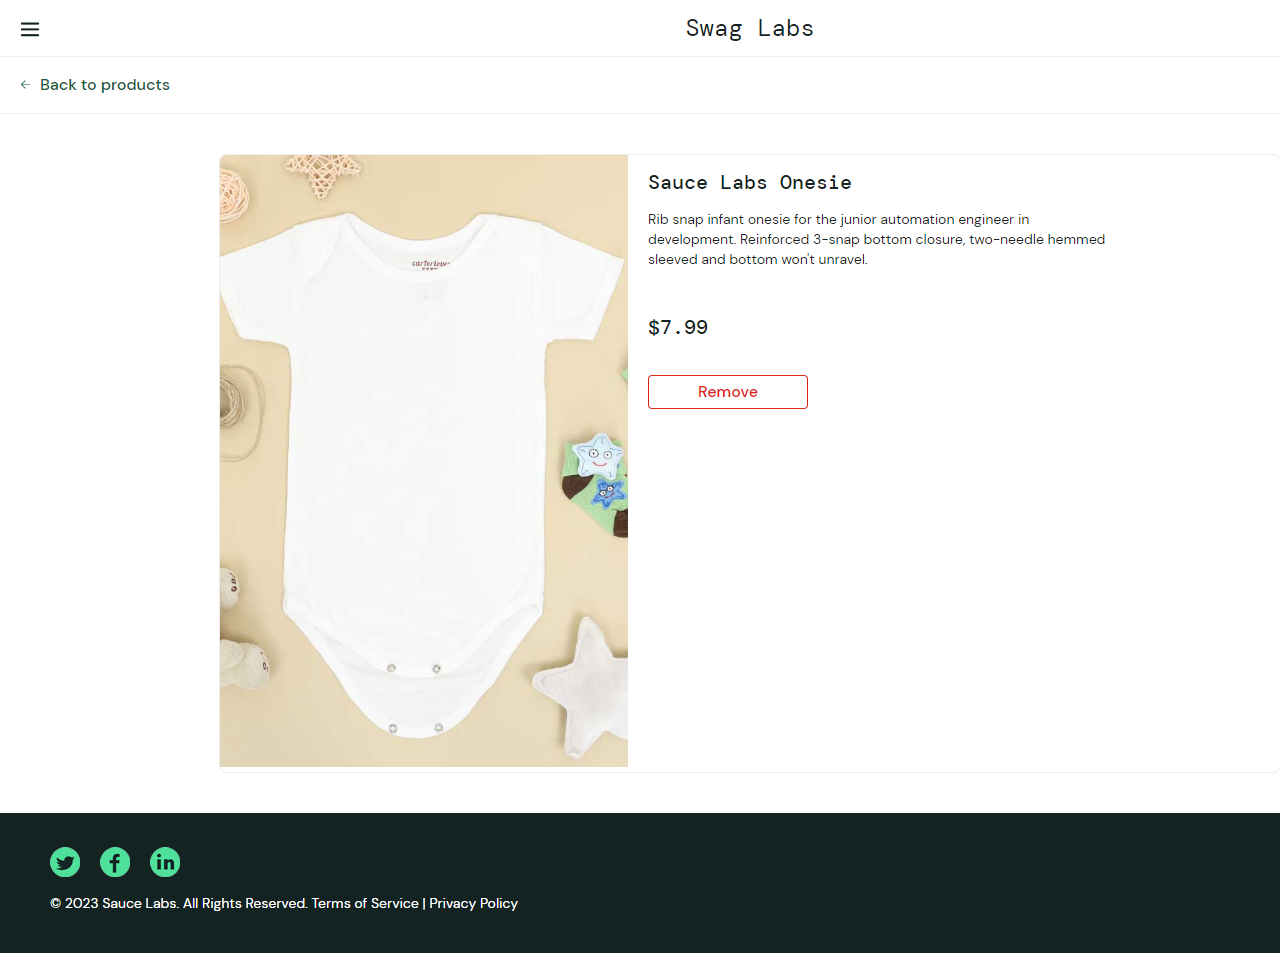 Swag Labs
Back to products
Sauce Labs Onesie
Rib snap infant onesie for the junior automation engineer in
development. Reinforced 3-snap bottom closure, two-needle hemmed
sleeved and bottom won't unravel.
$7.99
Remove
© 2023 Sauce Labs. All Rights Reserved. Terms of Service | Privacy Policy